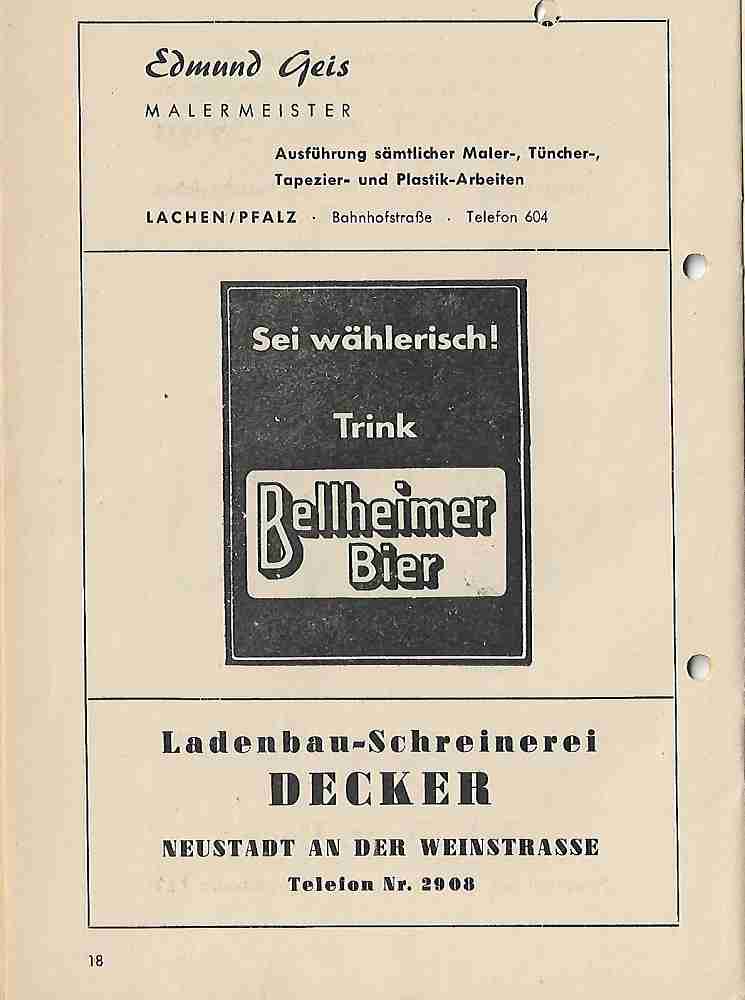 Edmund Geis
MALERMEISTER
Ausführung sämtlicher Maler-, Tüncher-,
Tapezier- und Plastik-Arbeiten
LACHEN/PFALZ · Bahnhofstraße · Telefon 604
Sei wählerisch!
Trink
Bellheimer
Bier
Ladenbau-Schreinerei
DECKER
NEUSTADT AN DER WEINSTRASSE
Telefon Nr. 2908
18